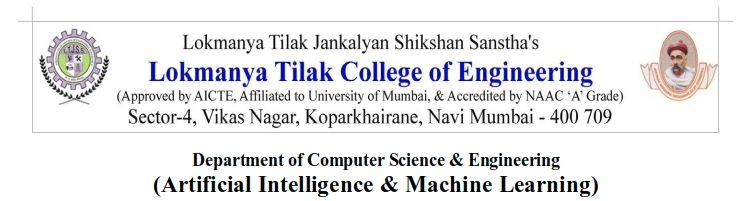 L.T.J.S.S
Lokmanya Tilak Jankalyan Shikshan Sanstha's
Lokmanya Tilak College of Engineering
(Approved by AICTE, Affiliated to University of Mumbai, & Accredited by NAAC ‘A’ Grade)
Sector-4, Vikas Nagar, Koparkhairane, Navi Mumbai - 400 709
Department of Computer Science & Engineering
(Artificial Intelligence & Machine Learning)